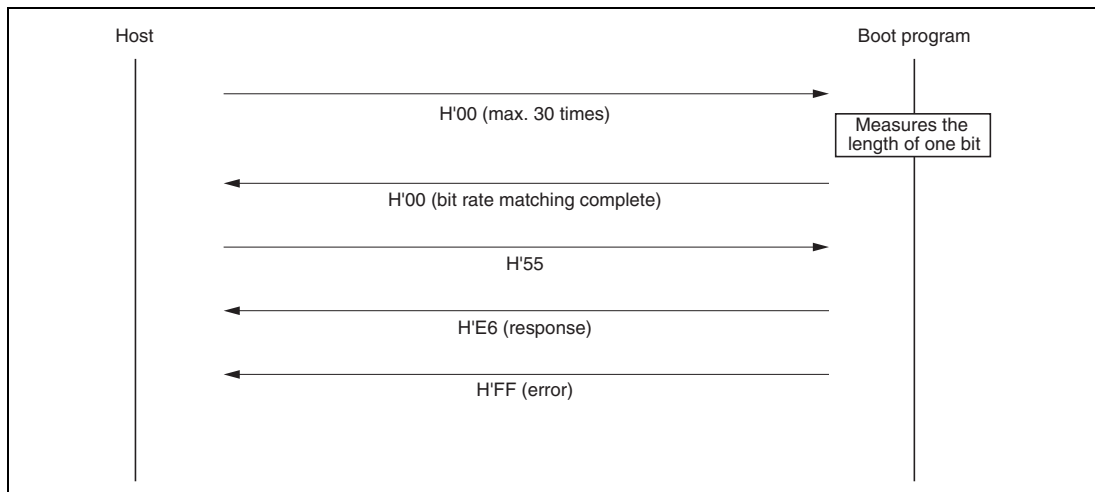 Host
Boot program
H'00 (max. 30 times)
Measures the
length of one bit
H'00 (bit rate matching complete)
H'55
H'E6 (response)
H'FF (error)